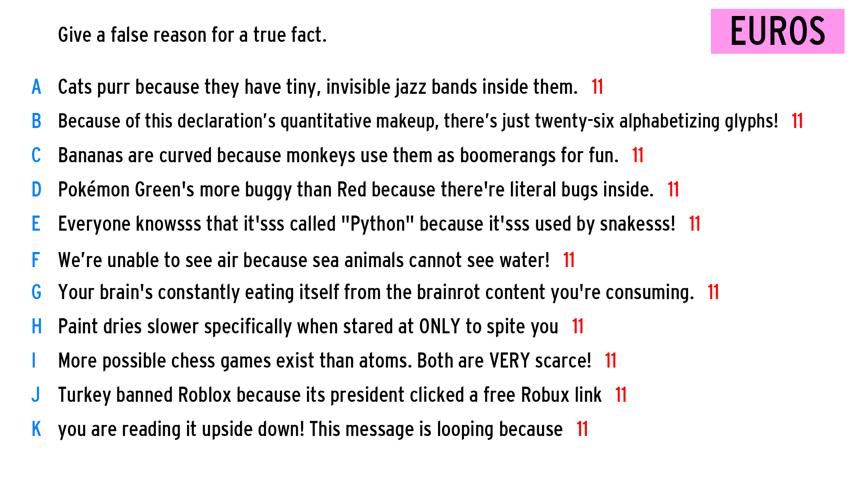 Give a false reason for a true fact.
EUROS
A Cats purr because they have tiny, invisible jazz bands inside them. 11
B Because of this declaration’s quantitative makeup, there’s just twenty-six alphabetizing glyphs! 11
C Bananas are curved because monkeys use them as boomerangs for fun. 11
D Pokémon Green's more buggy than Red because there're literal bugs inside. 11
E Everyone knowsss that it'sss called "Python" because it'sss used by snakesss! 11
F We’re unable to see air because sea animals cannot see water! 11
G Your brain's constantly eating itself from the brainrot content you're consuming. 11
H Paint dries slower specifically when stared at ONLY to spite you 11
I More possible chess games exist than atoms. Both are VERY scarce! 11
J Turkey banned Roblox because its president clicked a free Robux link 11
K you are reading it upside down! This message is looping because 11